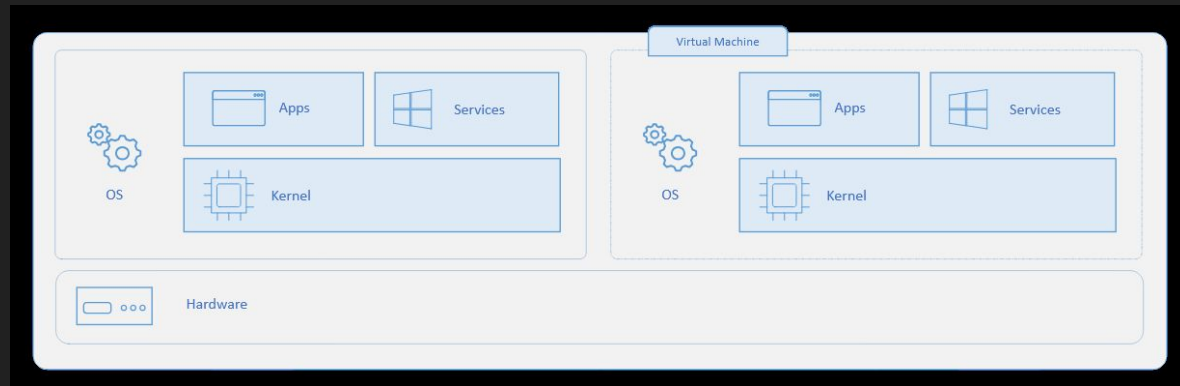 Virtual Machine
OS
Apps
Services
Kernel
OS
Apps
Services
Kernel
Hardware